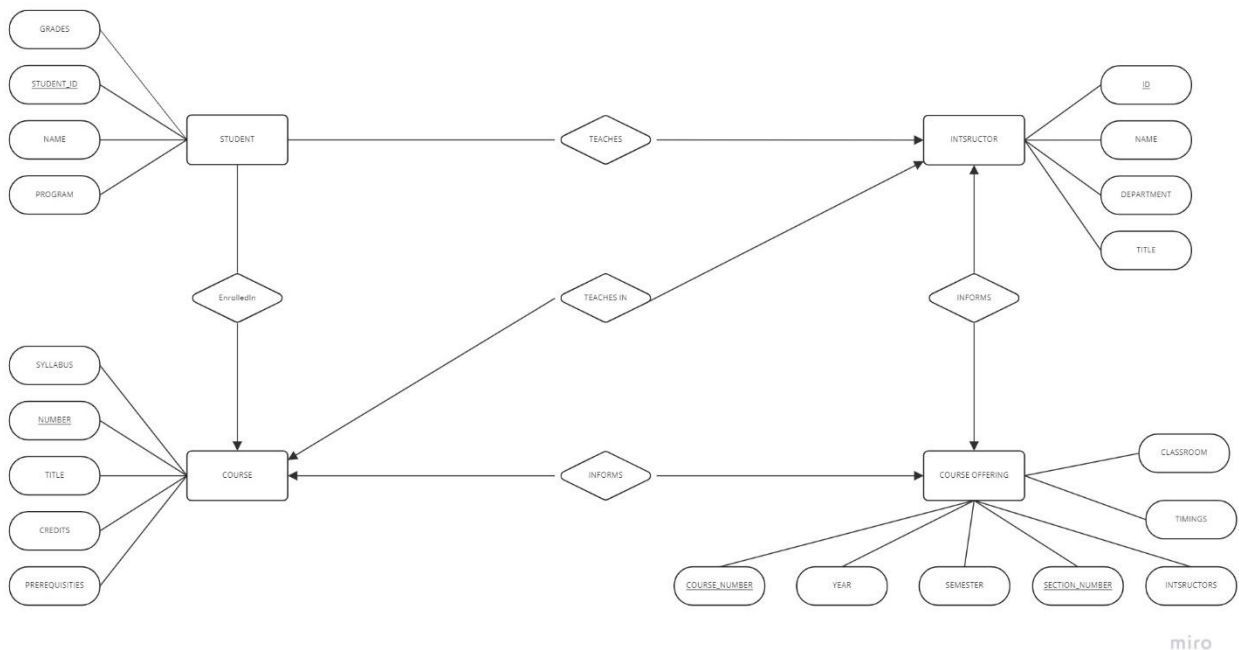 GRADES
STUDENT_ID
NAME
PROGRAM
STUDENT
TEACHES
INTSRUCTOR
ID
NAME
DEPARTMENT
TITLE
EnrolledIn
TEACHES IN
INFORMS
SYLLABUS
NUMBER
TITLE
CREDITS
PREREQUISITIES
COURSE
INFORMS
COURSE OFFERING
CLASSROOM
TIMINGS
COURSE_NUMBER
YEAR
SEMESTER
SECTION_NUMBER
INTSRUCTORS
miro